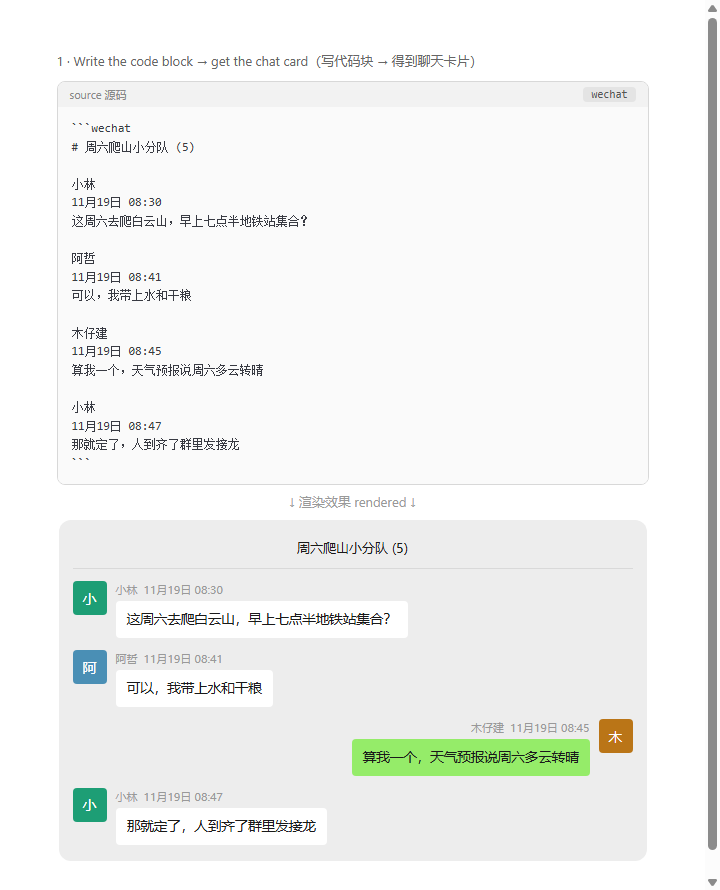 1 · Write the code block → get the chat card（写代码块 → 得到聊天卡片）
source 源码
wechat
```wechat
# 周六爬山小分队 (5)
小林
11月19日 08:30
这周六去爬白云山，早上七点半地铁站集合？
阿哲
11月19日 08:41
可以，我带上水和干粮
木仔建
11月19日 08:45
算我一个，天气预报说周六多云转晴
小林
11月19日 08:47
那就定了，人到齐了群里发接龙
```
↓ 渲染效果 rendered ↓
周六爬山小分队 (5)
小
小林 11月19日 08:30
这周六去爬白云山，早上七点半地铁站集合？
阿
阿哲 11月19日 08:41
可以，我带上水和干粮
木仔建 11月19日 08:45
木
算我一个，天气预报说周六多云转晴
小
小林 11月19日 08:47
那就定了，人到齐了群里发接龙